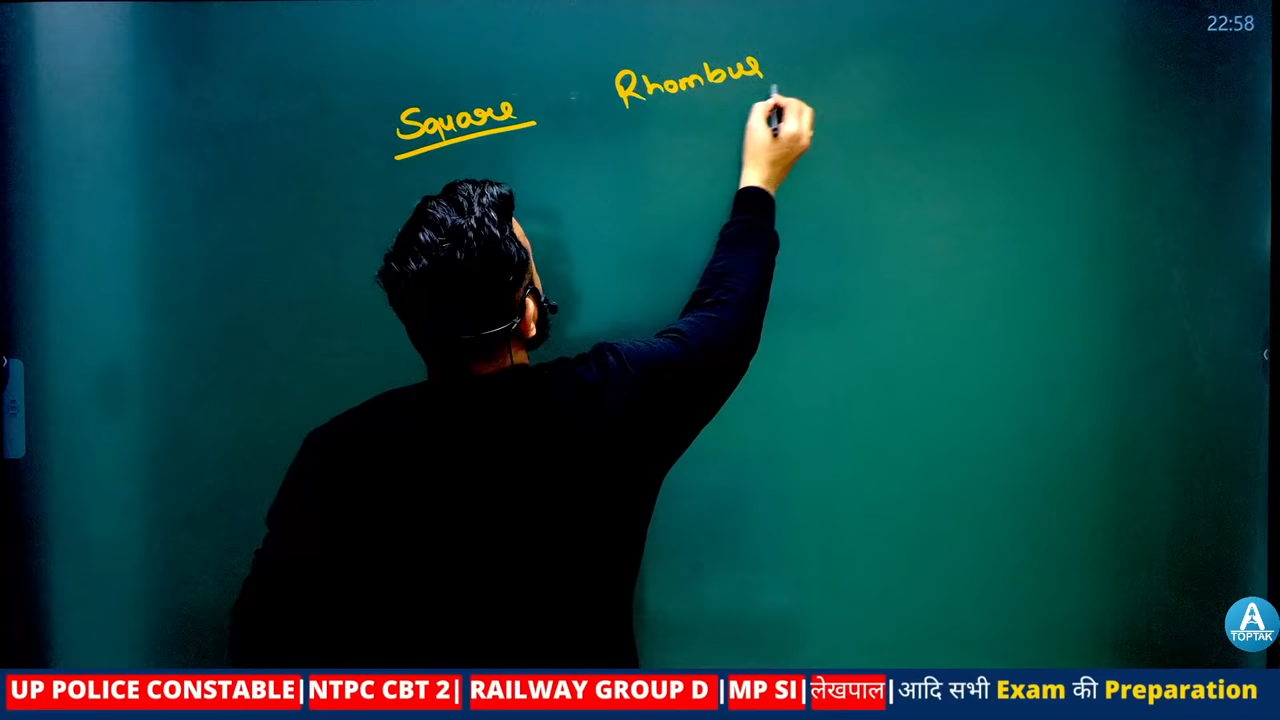 22:58
Square
Rhombus
A
TOPTAK
UP POLICE CONSTABLE| NTPC CBT 2| RAILWAY GROUP D |MP SI|लेखपाल|आदि सभी Exam की Preparation